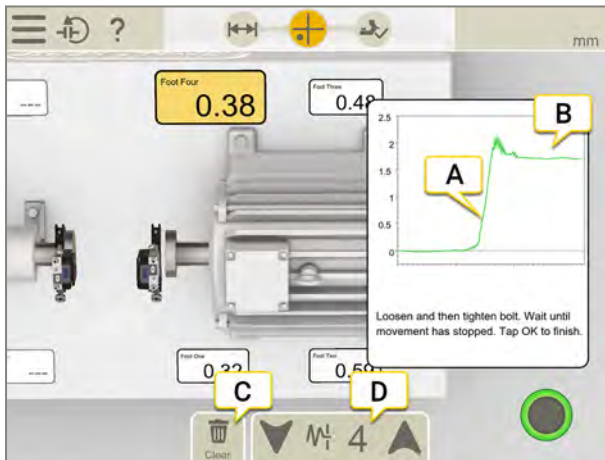 ?
mm
Foot Four
0.38
Foot Three
0.48
2.5
B
2
A
1.5
1
0.5
0
Loosen and then tighten bolt. Wait until
movement has stopped. Tap OK to finish.
Foot One
0.32
Foot Two
0.59
C
D
4
Clear